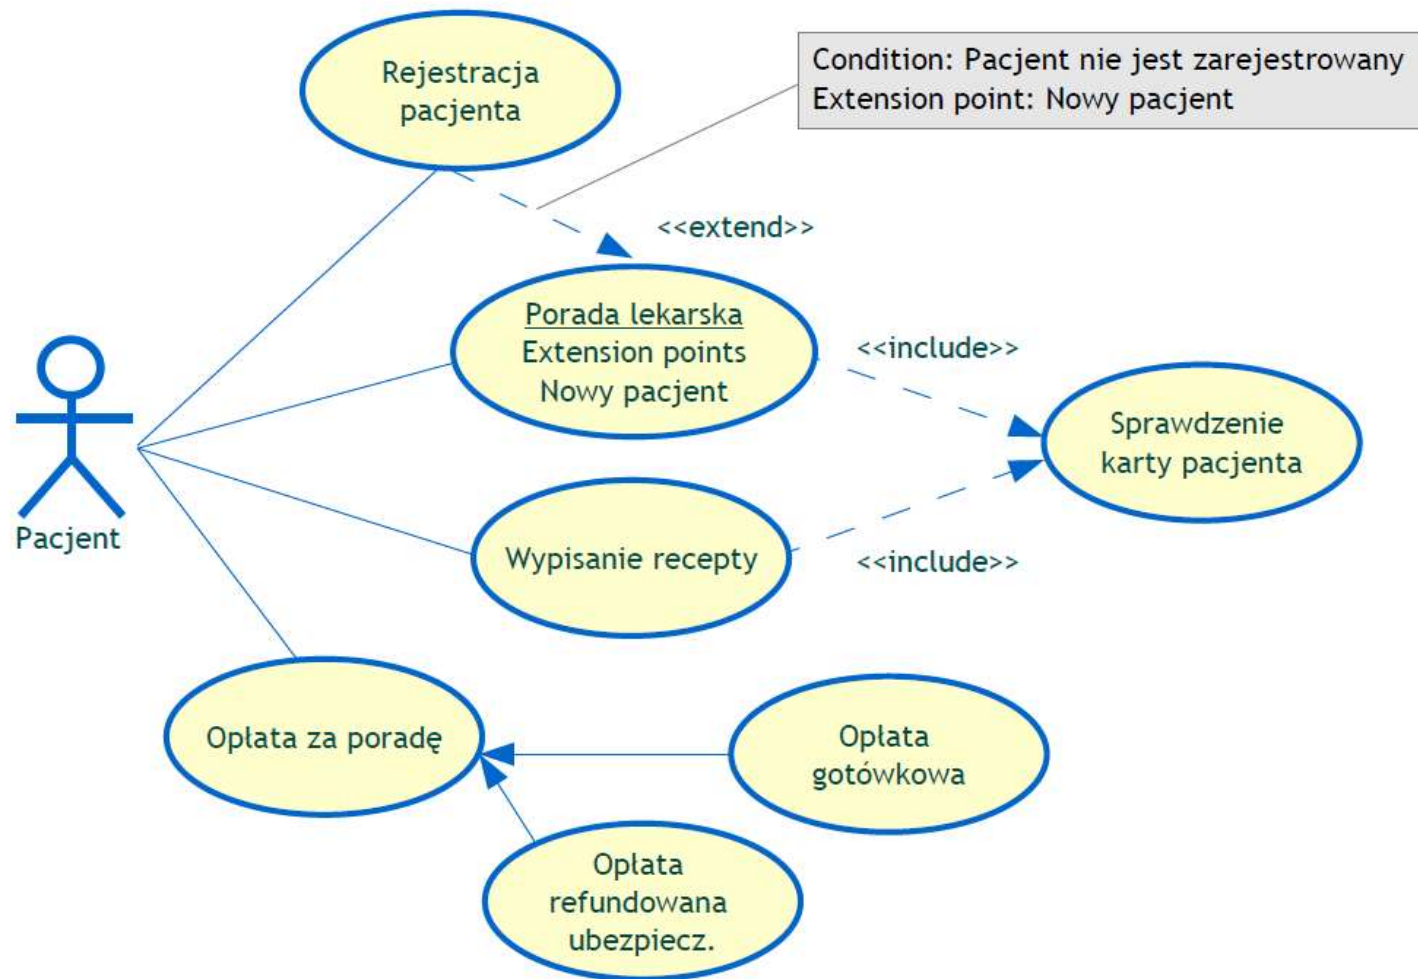 Rejestracja
pacjenta
Condition: Pacjent nie jest zarejestrowany
Extension point: Nowy pacjent
<<extend>>
Porada lekarska
Extension points
Nowy pacjent
<<include>>
Sprawdzenie
karty pacjenta
Pacjent
Wypisanie recepty
<<include>>
Opłata za poradę
Opłata
gotówkowa
Opłata
refundowana
ubezpiecz.